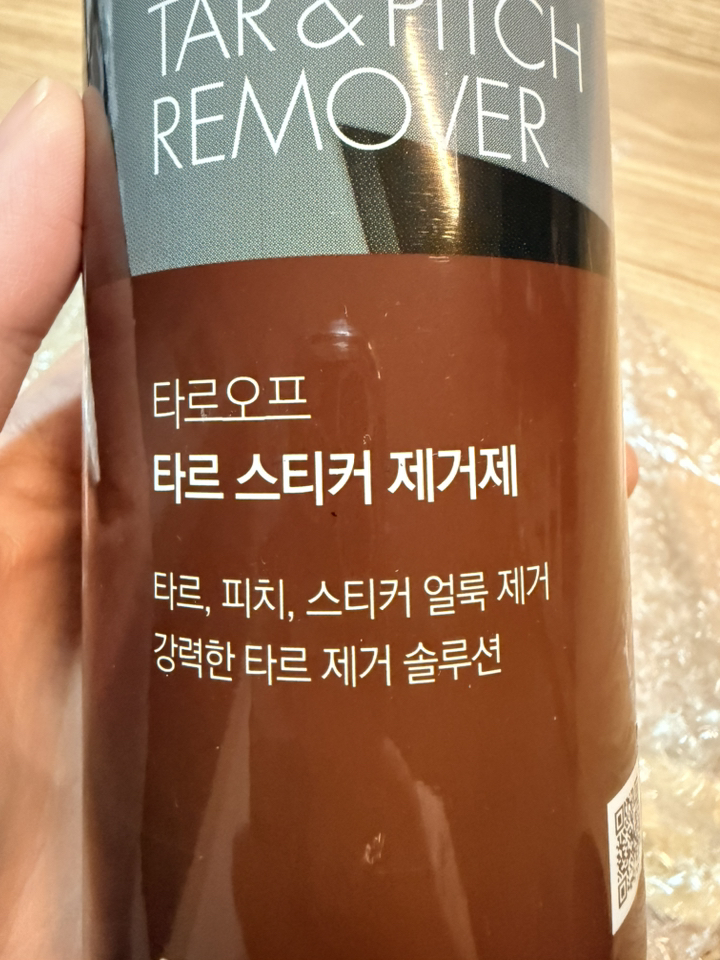 TAR & PITCH
REMOVER
타르오프
타르 스티커 제거제
타르, 피치, 스티커 얼룩 제거
강력한 타르 제거 솔루션